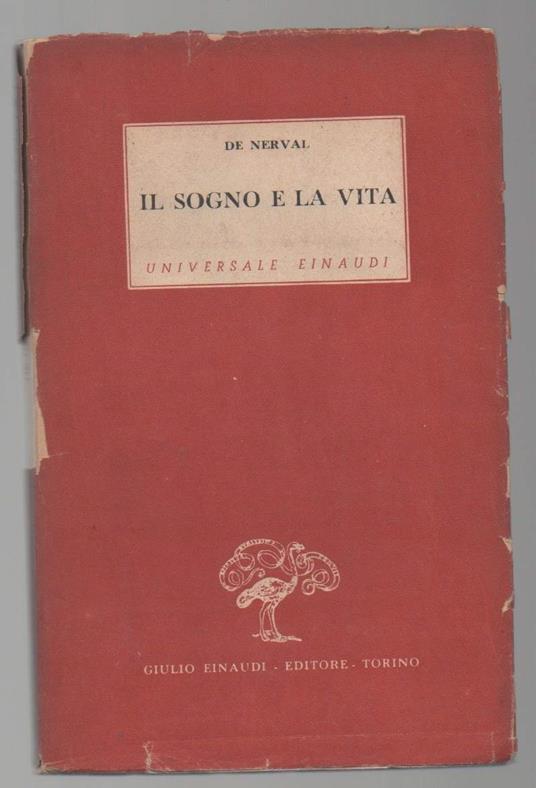 DE NERVAL
IL SOGNO E LA VITA
UNIVERSALE EINAUDI
GIULIO EINAUDI - EDITORE - TORINO